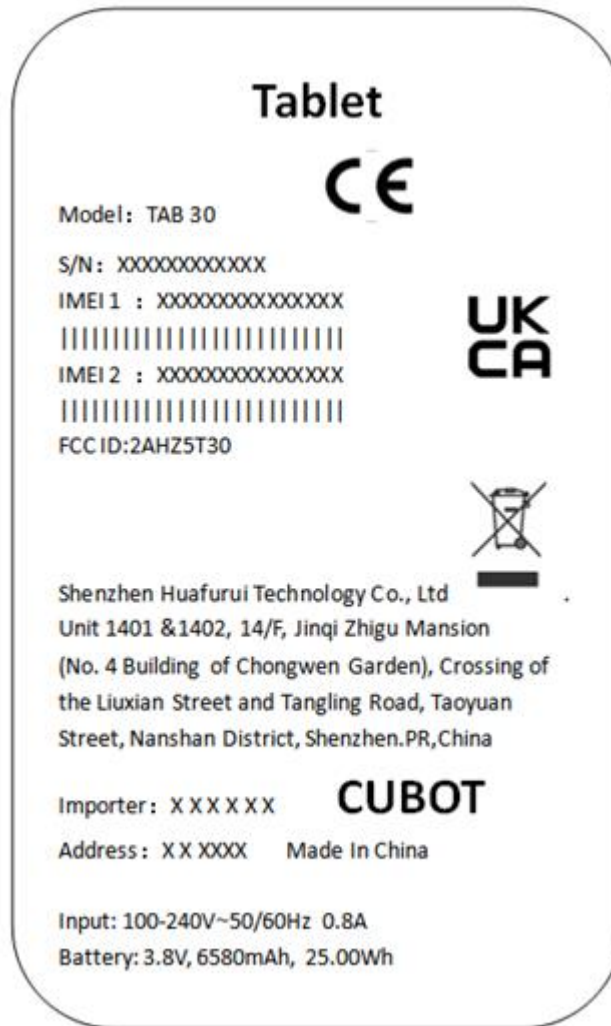 Tablet
CE
Model： TAB 30
S/N： XXXXXXXXXXXX
IMEI 1 ： XXXXXXXXXXXXXXX
UK
CA
IMEI 2 ： XXXXXXXXXXXXXXX
FCC ID:2AHZ5T30
Shenzhen Huafurui Technology Co., Ltd .
Unit 1401 &1402, 14/F, Jinqi Zhigu Mansion
(No. 4 Building of Chongwen Garden), Crossing of
the Liuxian Street and Tangling Road, Taoyuan
Street, Nanshan District, Shenzhen.PR,China
Importer： X X X X X X CUBOT
Address： X X XXXX Made In China
Input: 100-240V~50/60Hz 0.8A
Battery: 3.8V, 6580mAh, 25.00Wh